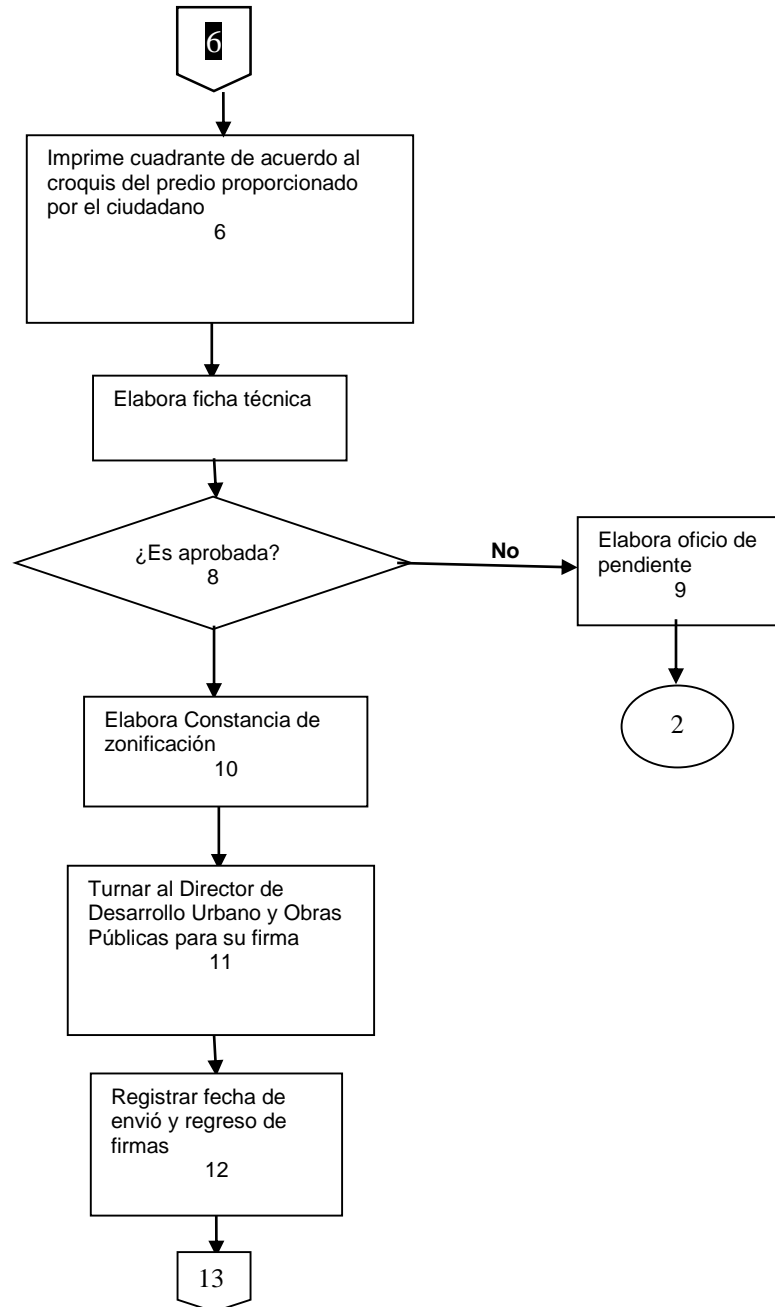 6
Imprime cuadrante de acuerdo al
croquis del predio proporcionado
por el ciudadano
6
Elabora ficha técnica
¿Es aprobada?
8
No
Elabora oficio de
pendiente
9
2
Elabora Constancia de
zonificación
10
Turnar al Director de
Desarrollo Urbano y Obras
Públicas para su firma
11
Registrar fecha de
envió y regreso de
firmas
12
13